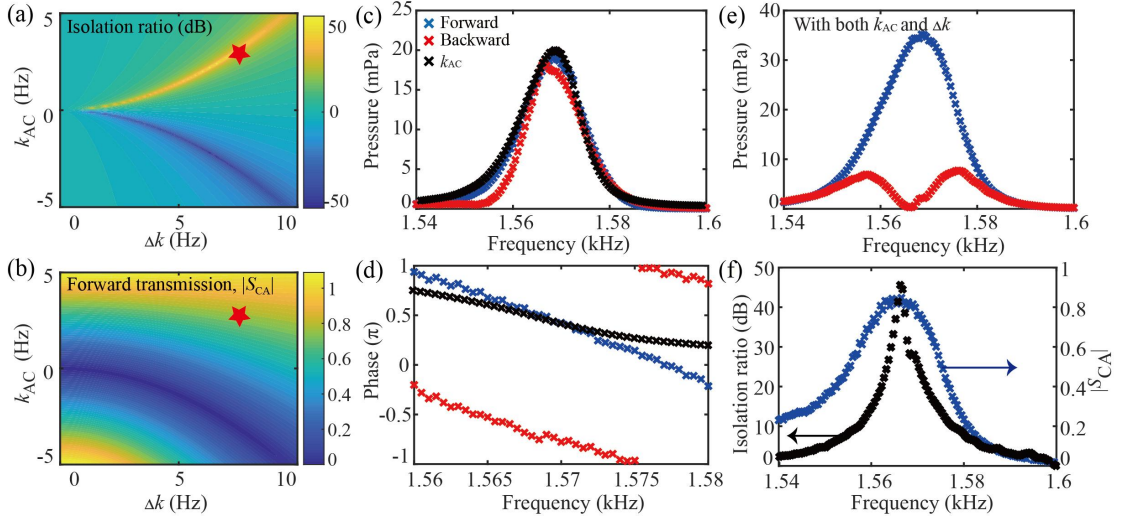 (a)
Isolation ratio (dB)
k_AC (Hz)
5
0
-5
0
5
10
Δk (Hz)
50
0
50
(b)
Forward transmission, |S_CA|
k_AC (Hz)
5
0
-5
0
5
10
Δk (Hz)
1
0.8
0.6
0.4
0.2
0
(c)
Forward
Backward
k_AC
Pressure (mPa)
25
20
15
10
5
0
1.54
1.56
1.58
1.6
Frequency (kHz)
(d)
Phase (π)
1
0.5
0
-0.5
-1
1.56
1.565
1.57
1.575
1.58
Frequency (kHz)
(e)
With both k_AC and Δk
Pressure (mPa)
40
30
20
10
0
1.54
1.56
1.58
1.6
Frequency (kHz)
(f)
Isolation ratio (dB)
50
40
30
20
10
0
1
0.8
0.6
0.4
0.2
0
|S_CA|
1.54
1.56
1.58
1.6
Frequency (kHz)